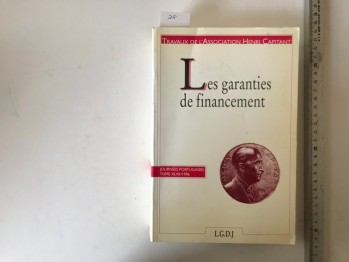 TRAVAUX DE L'ASSOCIATION HENRI CAPITANT
Les garanties
de financement
JOURNÉES PORTUGAISES
TOME XLVII/1996
L.G.D.J